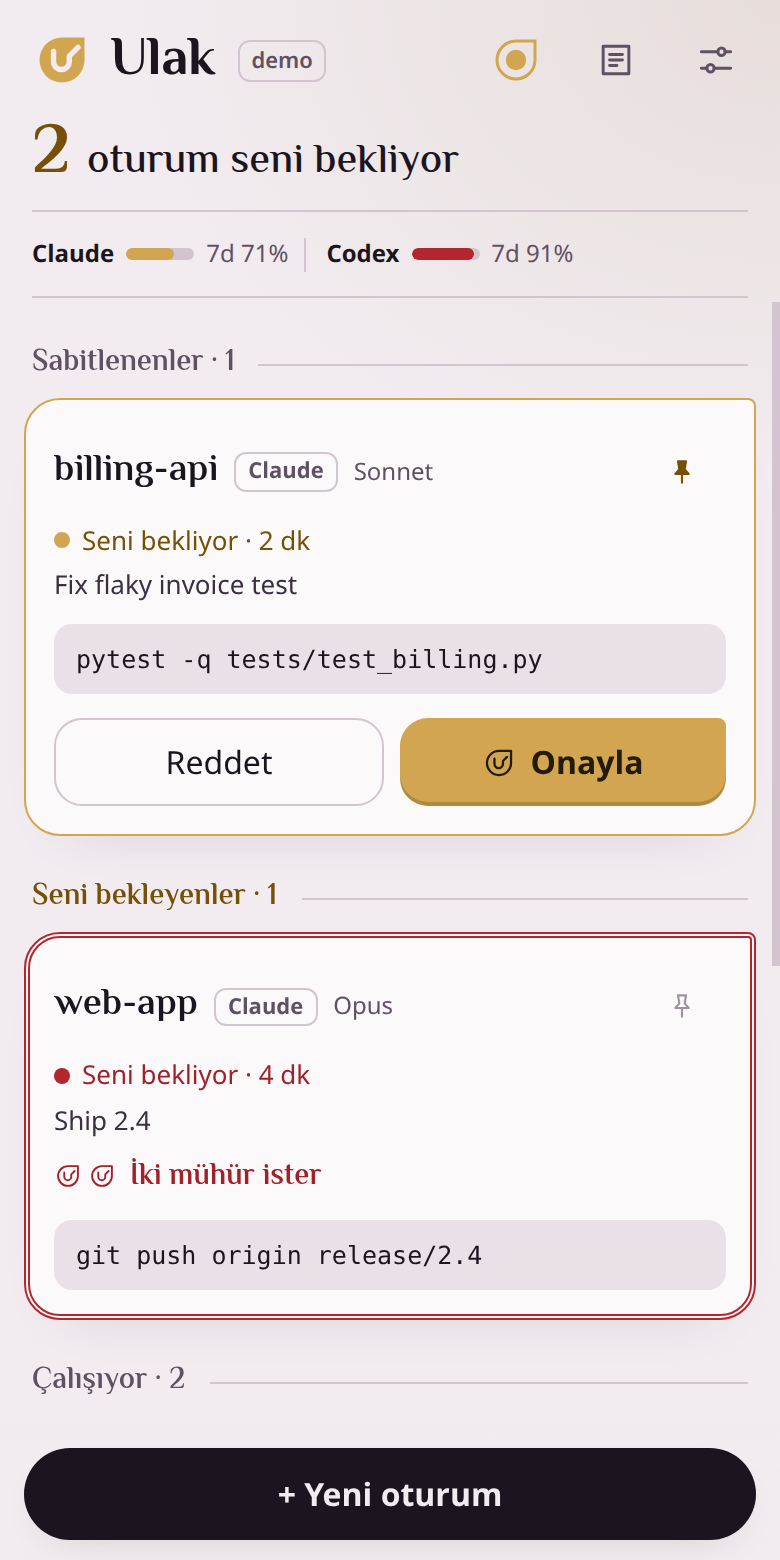 Ulak demo
2 oturum seni bekliyor
Claude 7d 71% Codex 7d 91%
Sabitlenenler · 1
billing-api Claude Sonnet
Seni bekliyor · 2 dk
Fix flaky invoice test
pytest -q tests/test_billing.py
Reddet Onayla
Seni bekleyenler · 1
web-app Claude Opus
Seni bekliyor · 4 dk
Ship 2.4
İki mühür ister
git push origin release/2.4
Çalışıyor · 2
+ Yeni oturum